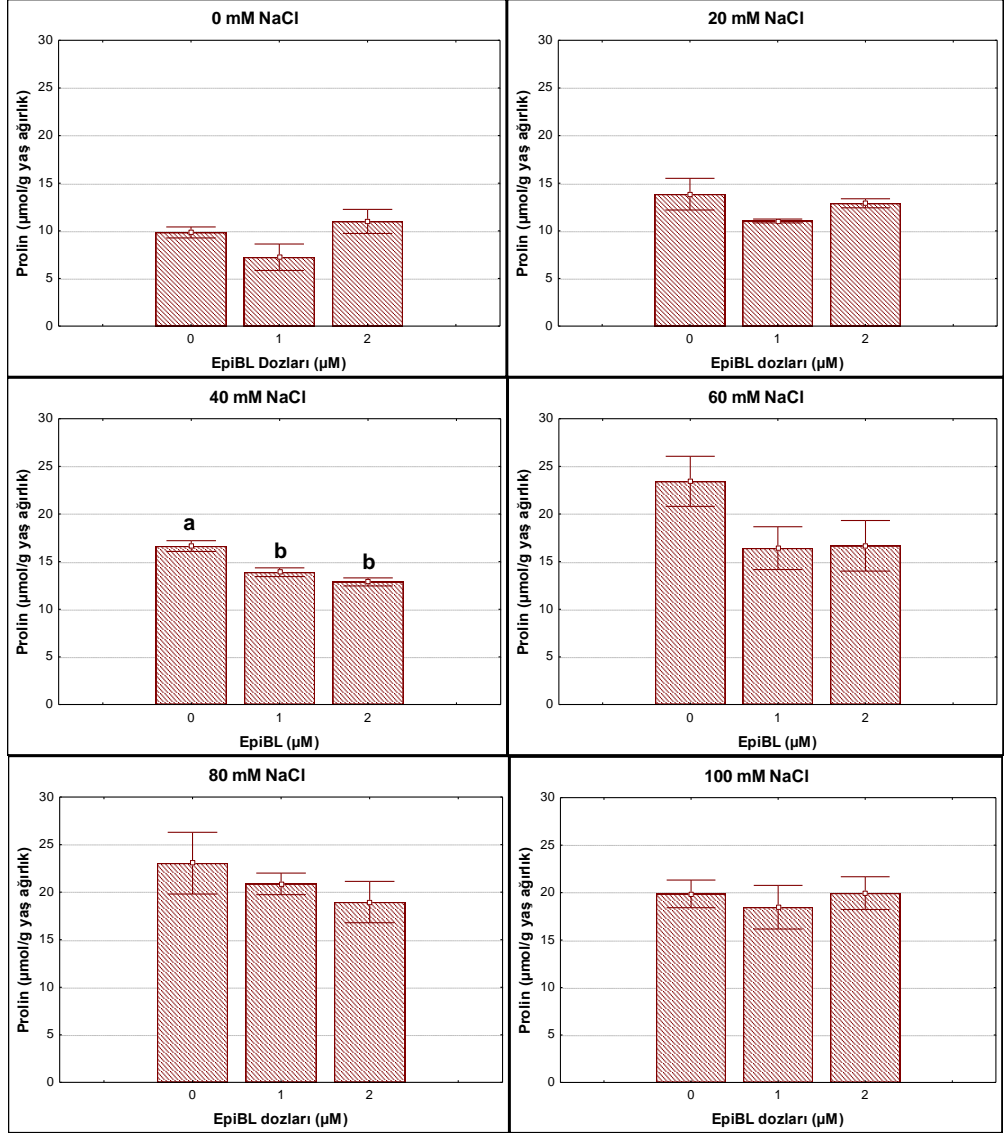 0 mM NaCl
Prolin (µmol/g yaş ağırlık)
30
25
20
15
10
5
0
0 1 2
EpiBL Dozları (µM)
20 mM NaCl
Prolin (µmol/g yaş ağırlık)
30
25
20
15
10
5
0
0 1 2
EpiBL dozları (µM)
40 mM NaCl
Prolin (µmol/g yaş ağırlık)
30
25
20
15
10
5
0
a
b
b
0 1 2
EpiBL (µM)
60 mM NaCl
Prolin (µmol/g yaş ağırlık)
30
25
20
15
10
5
0
0 1 2
EpiBL dozları (µM)
80 mM NaCl
Prolin (µmol/g yaş ağırlık)
30
25
20
15
10
5
0
0 1 2
EpiBL dozları (µM)
100 mM NaCl
Prolin (µmol/g yaş ağırlık)
30
25
20
15
10
5
0
0 1 2
EpiBL dozları (µM)